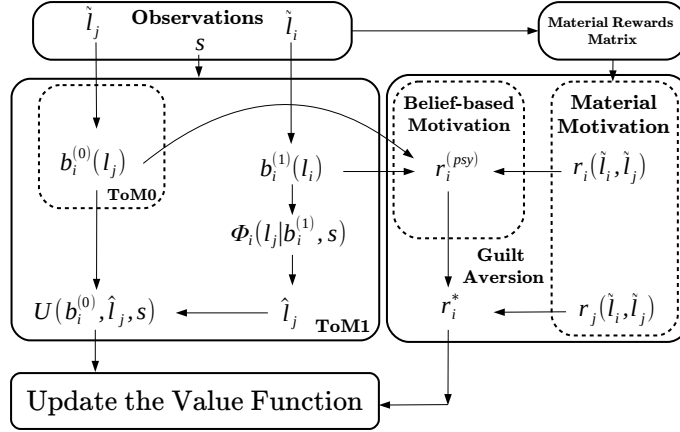 Observations
l̃_j
s
l̃_i
Material Rewards
Matrix
Belief-based
Motivation
Material
Motivation
b_i^{(0)}(l_j)
ToM0
b_i^{(1)}(l_i)
r_i^{(psy)}
r_i(l̃_i, l̃_j)
Φ_i(l_j|b_i^{(1)}, s)
Guilt
Aversion
U(b_i^{(0)}, l̂_j, s)
l̂_j
ToM1
r_i^*
r_j(l̃_i, l̃_j)
Update the Value Function